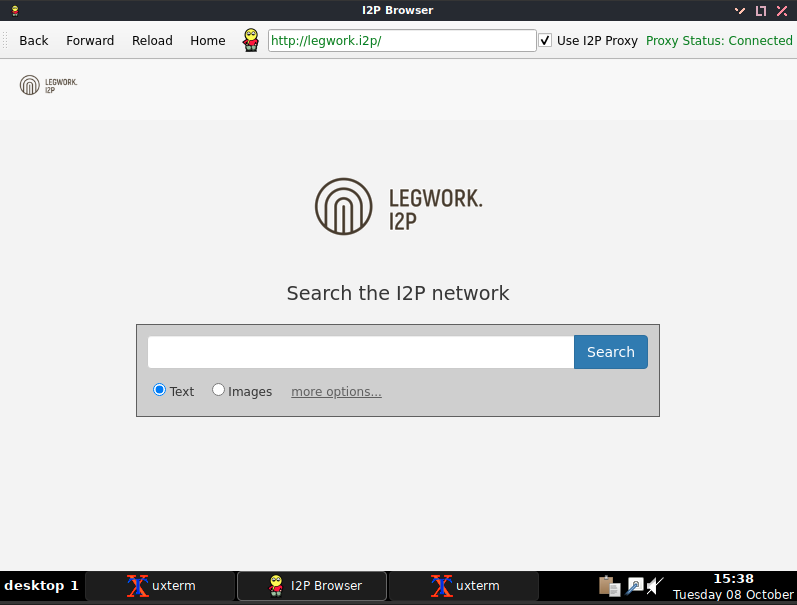 I2P Browser
Back Forward Reload Home http://legwork.i2p/ Use I2P Proxy Proxy Status: Connected
LEGWORK.
I2P
LEGWORK.
I2P
Search the I2P network
Search
Text Images more options...
desktop 1 uxterm I2P Browser uxterm 15:38
Tuesday 08 October